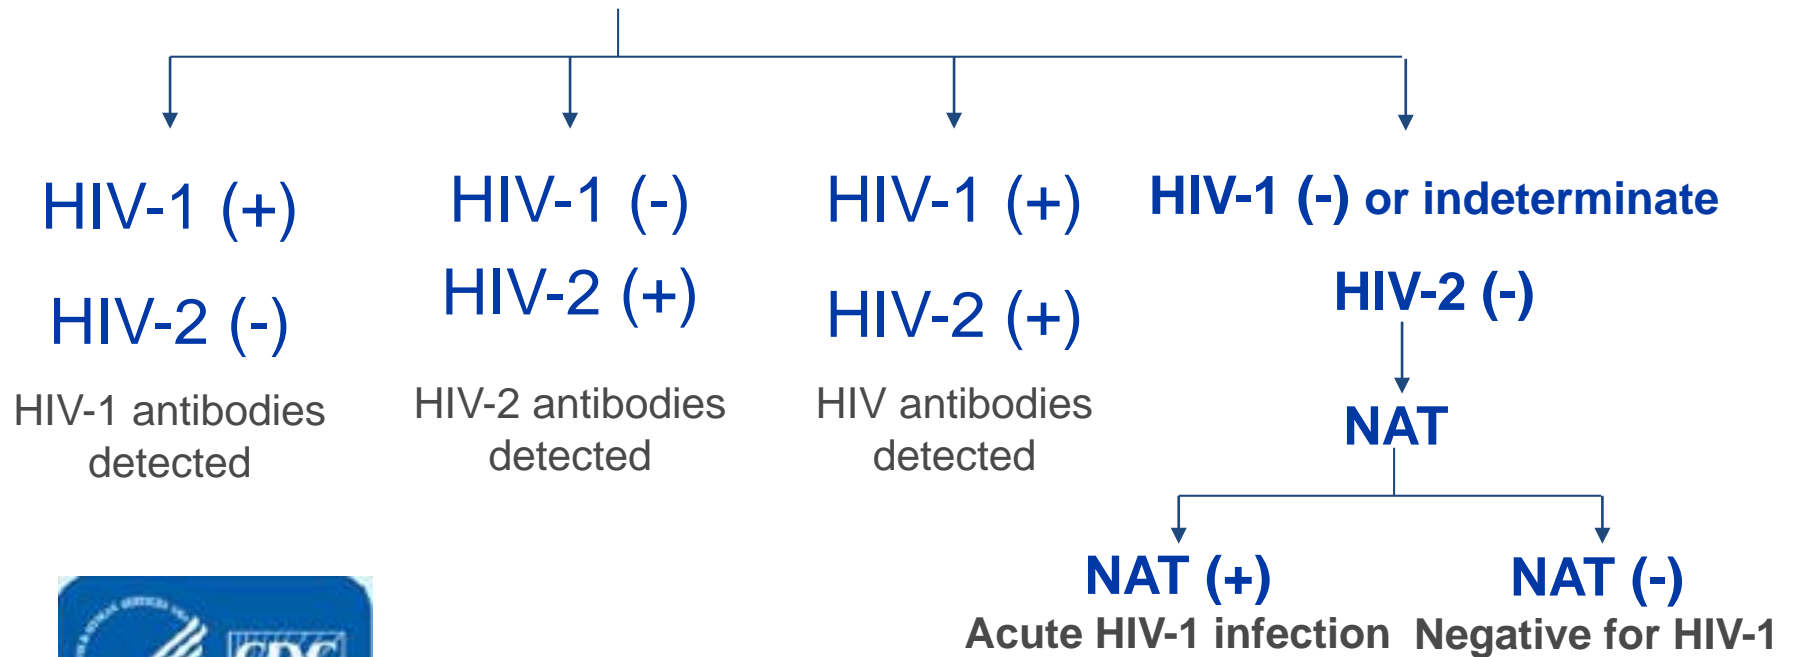 HIV-1 (+)
HIV-2 (-)
HIV-1 antibodies
detected
HIV-1 (-)
HIV-2 (+)
HIV-2 antibodies
detected
HIV-1 (+)
HIV-2 (+)
HIV antibodies
detected
HIV-1 (-) or indeterminate
HIV-2 (-)
NAT
NAT (+)
Acute HIV-1 infection
NAT (-)
Negative for HIV-1
CDC